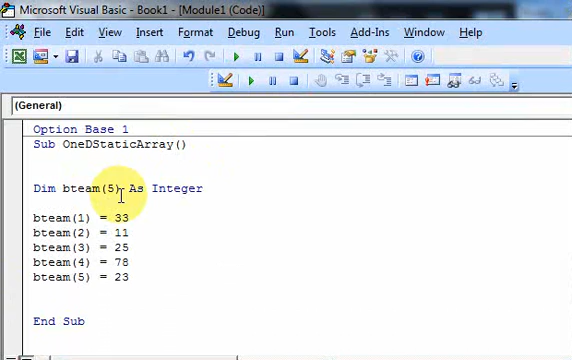 Microsoft Visual Basic - Book1 - [Module1 (Code)]
File Edit View Insert Format Debug Run Tools Add-Ins Window Help
(General)
Option Base 1
Sub OneDStaticArray()
Dim bteam(5) As Integer
bteam(1) = 33
bteam(2) = 11
bteam(3) = 25
bteam(4) = 78
bteam(5) = 23
End Sub